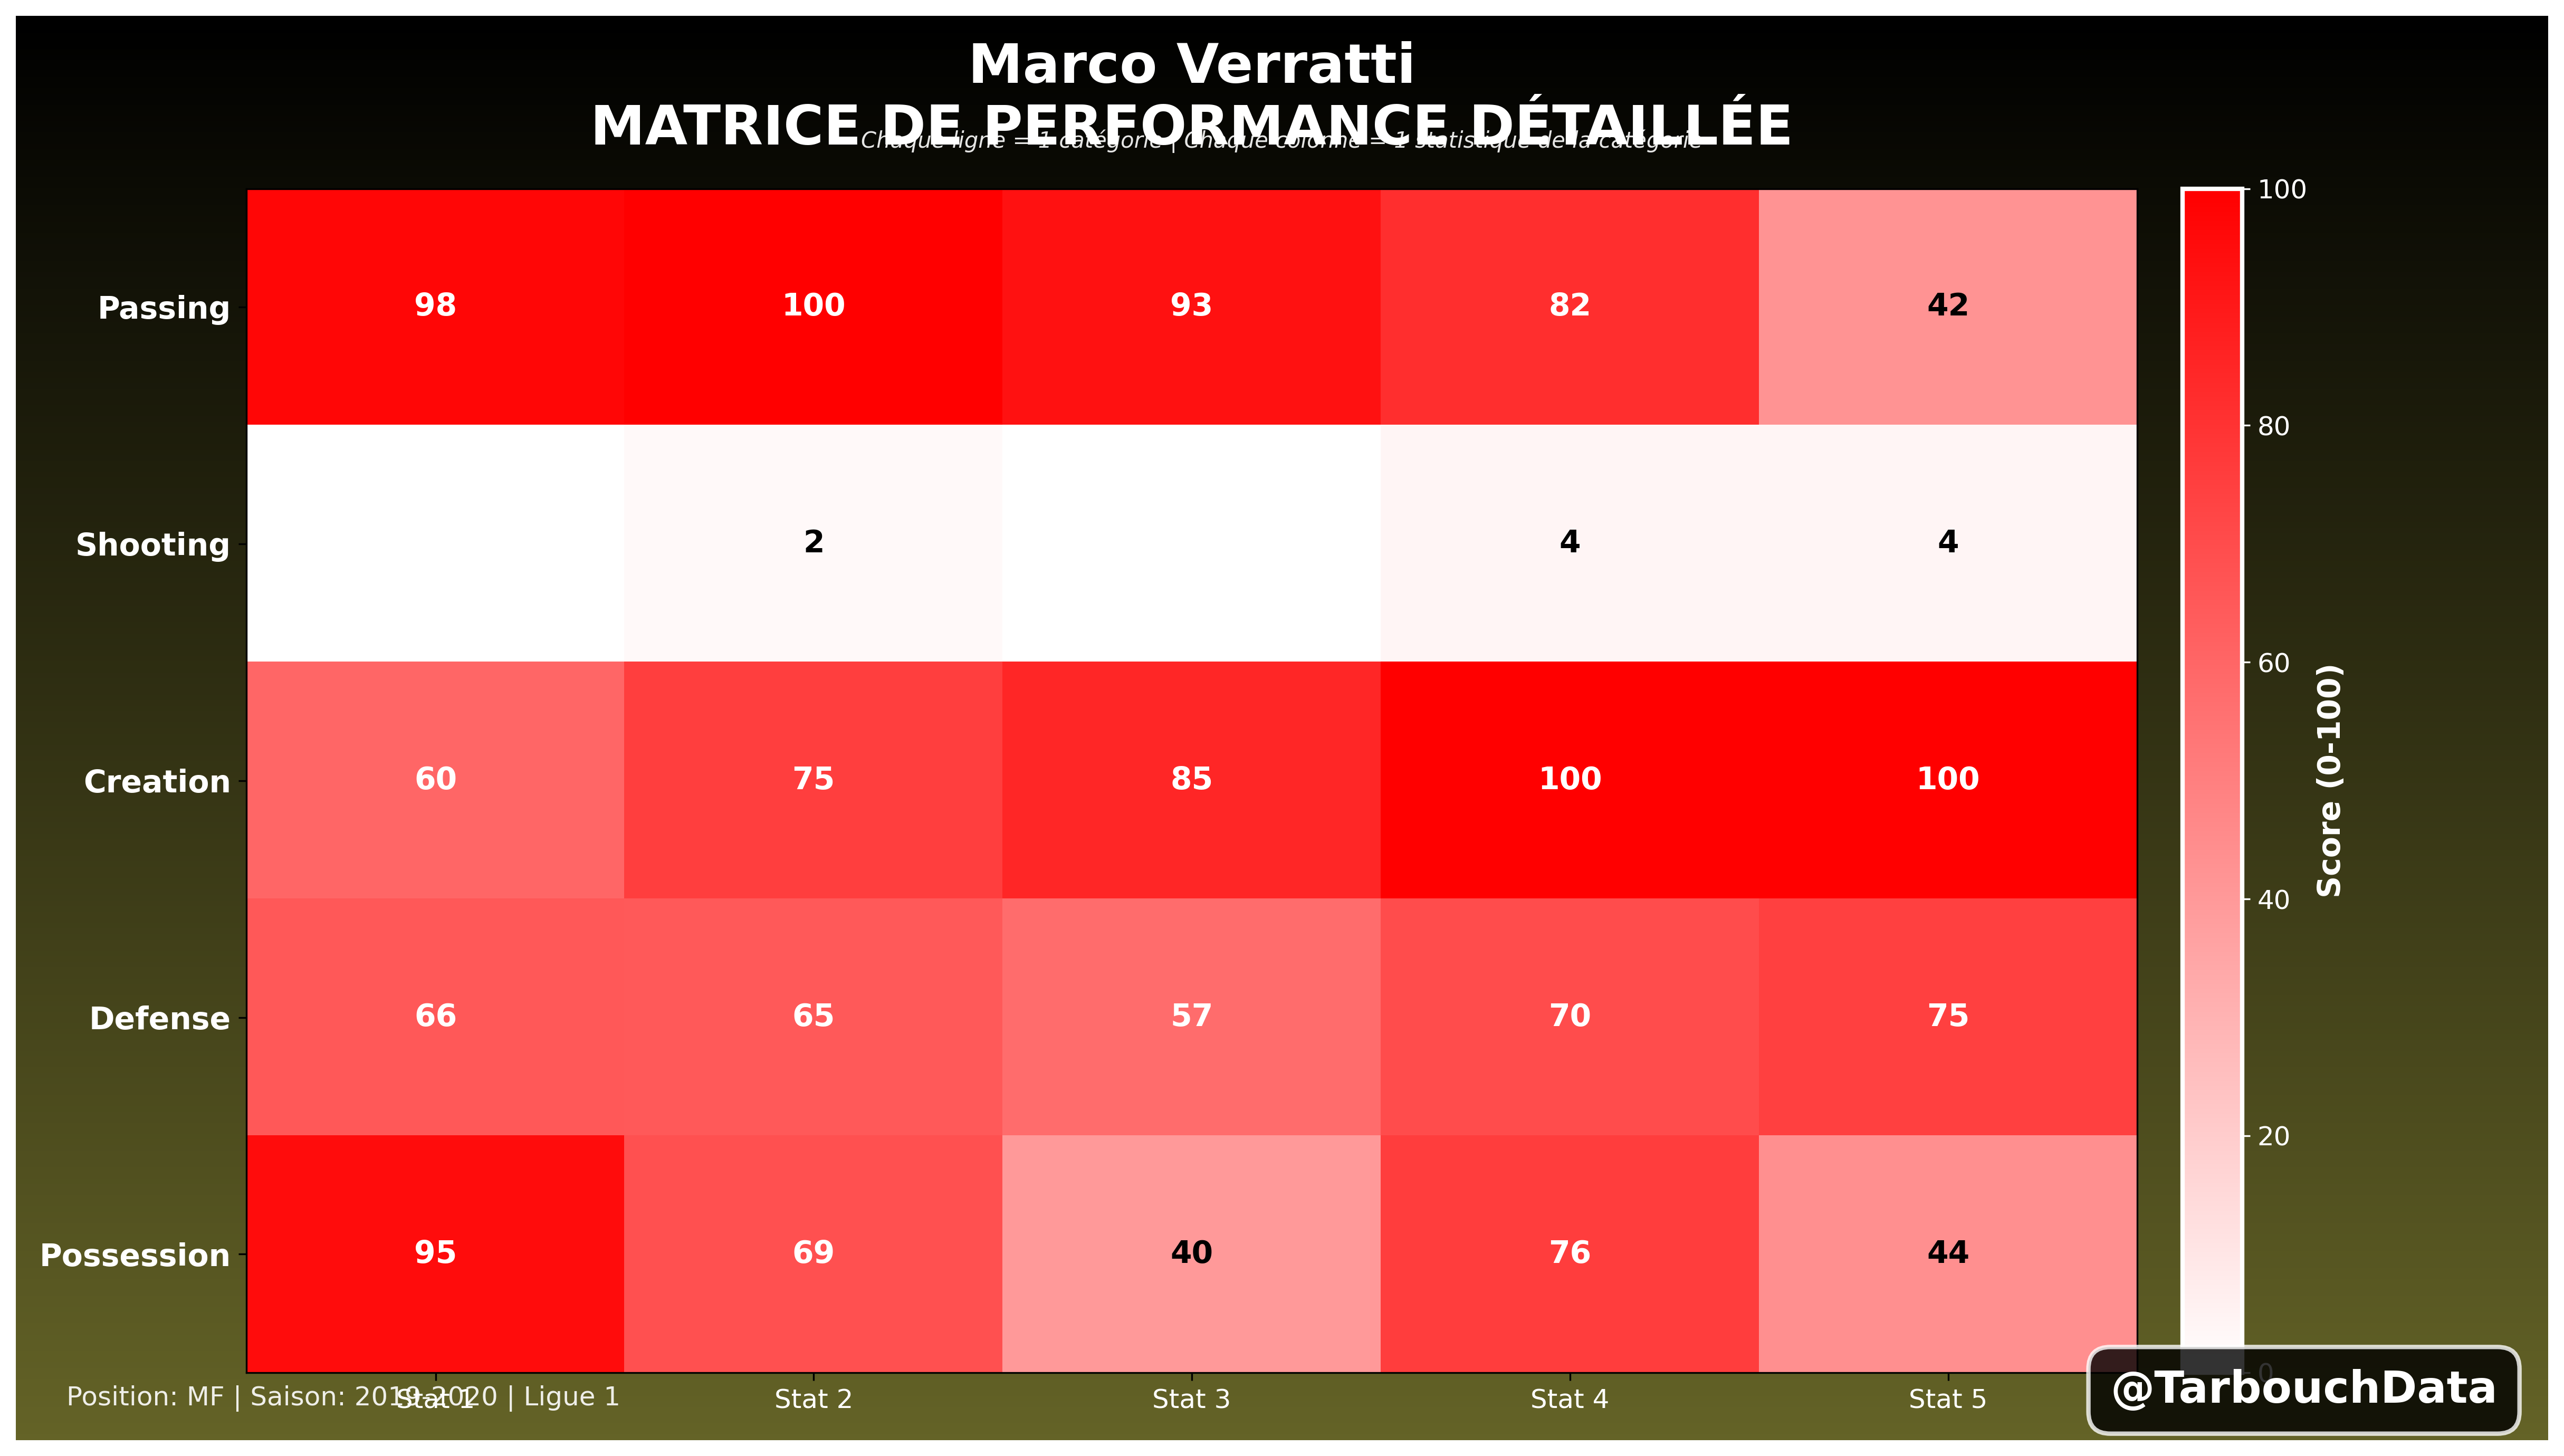 Marco Verratti
MATRICE DE PERFORMANCE DÉTAILLÉE
Chaque ligne = 1 catégorie | Chaque colonne = 1 statistique de la catégorie
Passing 98 100 93 82 42
Shooting 2 4 4
Creation 60 75 85 100 100
Defense 66 65 57 70 75
Possession 95 69 40 76 44
Stat 1 Stat 2 Stat 3 Stat 4 Stat 5
100
80
60
40
20
0
Score (0-100)
Position: MF | Saison: 2019-2020 | Ligue 1
@TarbouchData